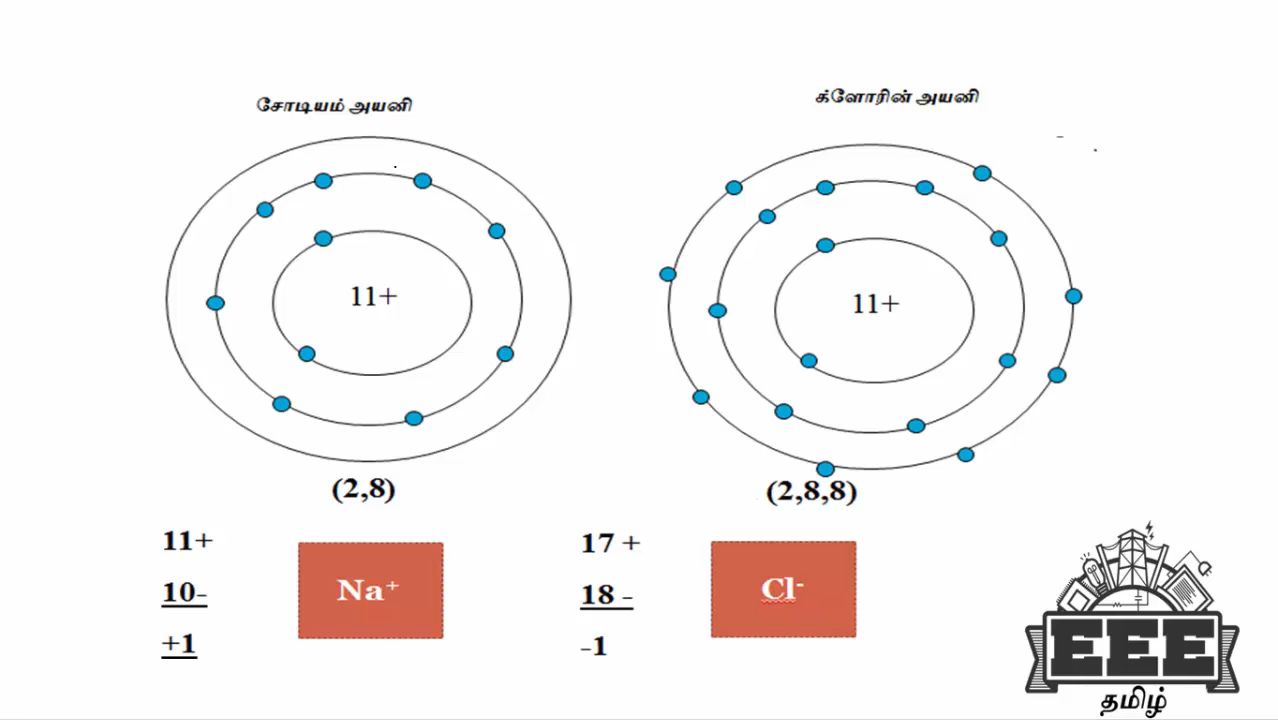 சோடியம் அயனி
க்ளோரின் அயனி
11+
11+
(2,8)
(2,8,8)
11+
10-
+1
Na⁺
17 +
18 -
-1
Cl⁻
EEE
தமிழ்